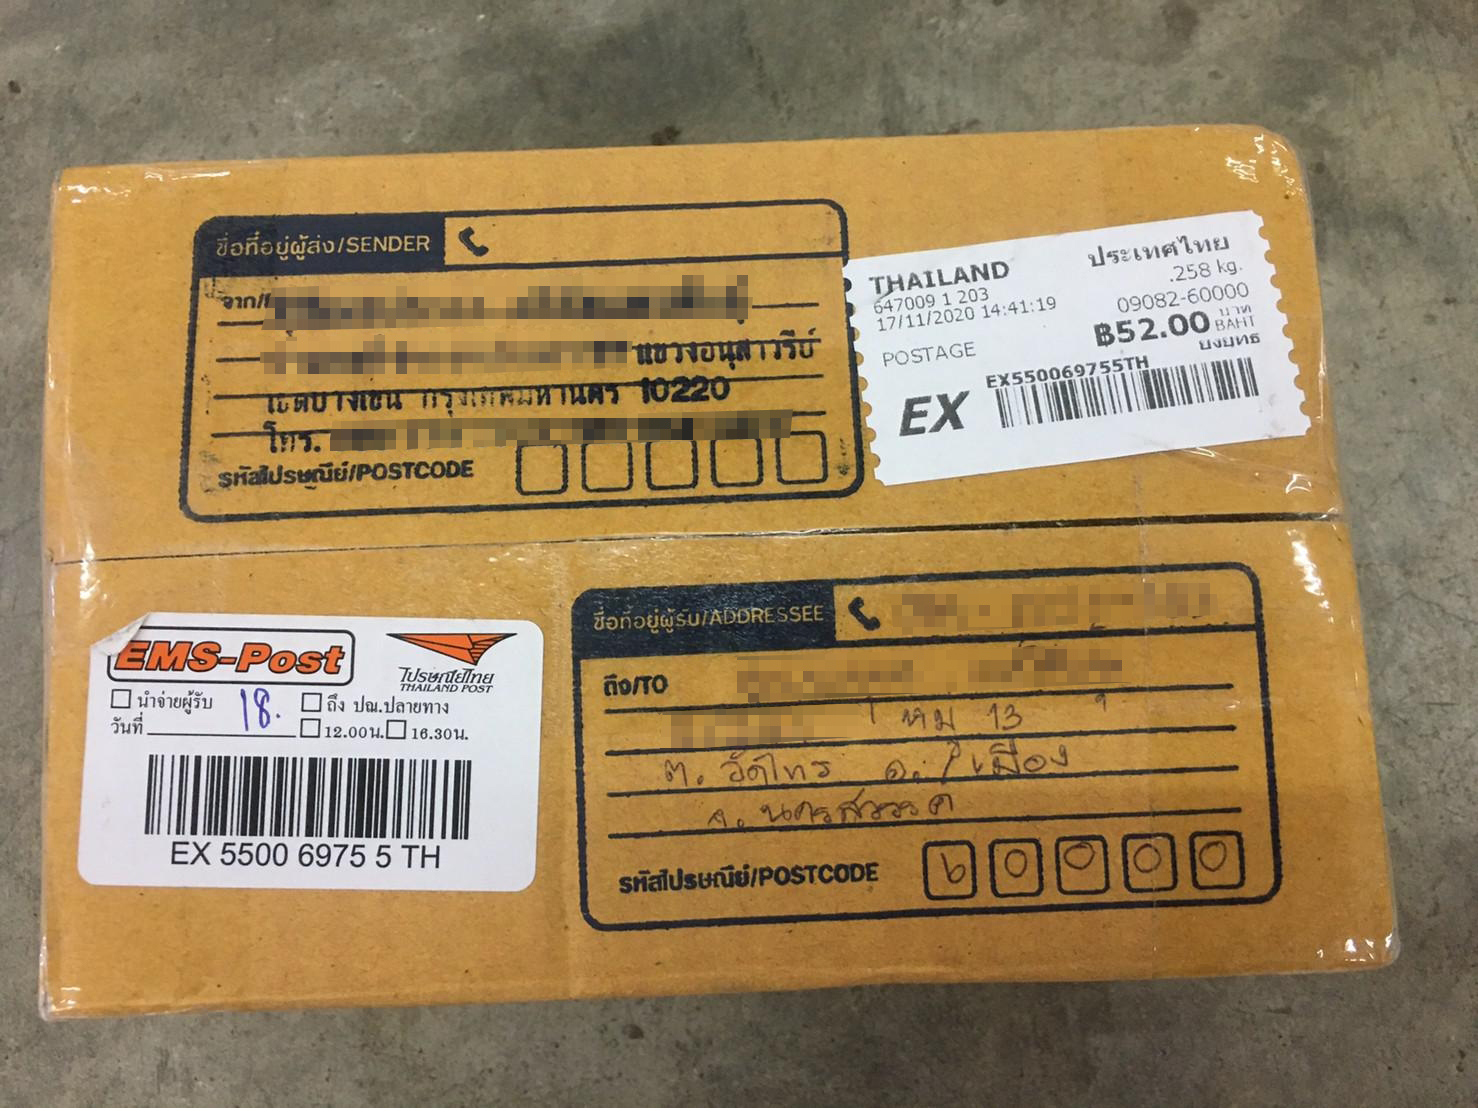 ชื่อที่อยู่ผู้ส่ง/SENDER
จาก/
แขวงอนุสาวรีย์
เขตบางเขน กรุงเทพมหานคร 10220
โทร.
รหัสไปรษณีย์/POSTCODE
THAILAND ประเทศไทย
647009 1 203 .258 kg.
17/11/2020 14:41:19 09082-60000
฿52.00 บาท BAHT
POSTAGE ยงยุทธ
EX550069755TH
EX
EMS-Post
ไปรษณีย์ไทย
THAILAND POST
นำจ่ายผู้รับ 18. ถึง ปณ.ปลายทาง
วันที่ 12.00น. 16.30น.
EX 5500 6975 5 TH
ชื่อที่อยู่ผู้รับ/ADDRESSEE
ถึง/TO
หมู่ 13
ต. วัดไทร อ. เมือง
จ. นครสวรรค์
รหัสไปรษณีย์/POSTCODE 60000